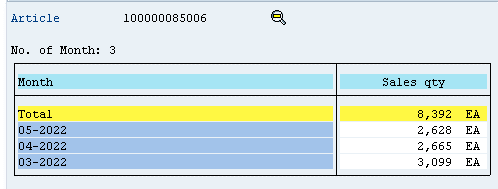 Article 100000085006
No. of Month: 3
Month Sales qty
Total 8,392 EA
05-2022 2,628 EA
04-2022 2,665 EA
03-2022 3,099 EA